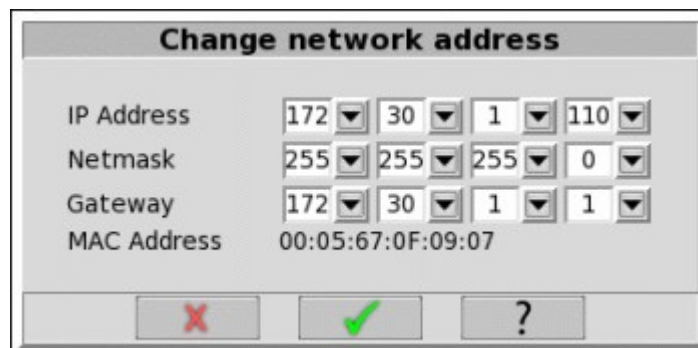 Change network address
IP Address 172 30 1 110
Netmask 255 255 255 0
Gateway 172 30 1 1
MAC Address 00:05:67:0F:09:07
X ✓ ?